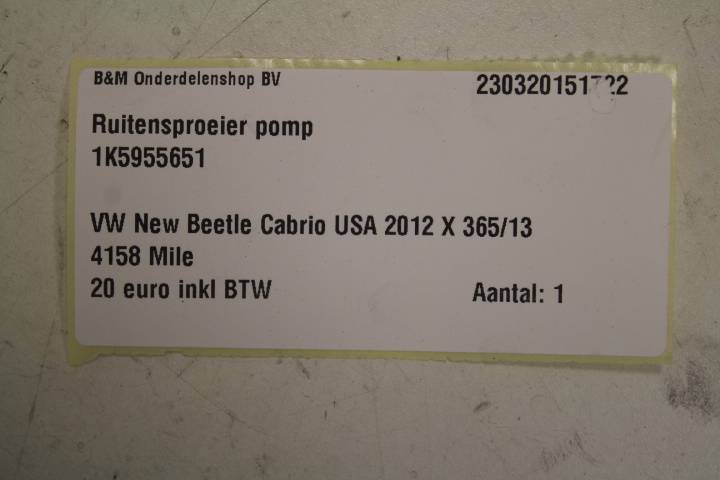 B&M Onderdelenshop BV
Ruitensproeier pomp
1K5955651
VW New Beetle Cabrio USA 2012 X 365/13
4158 Mile
20 euro inkl BTW Aantal: 1